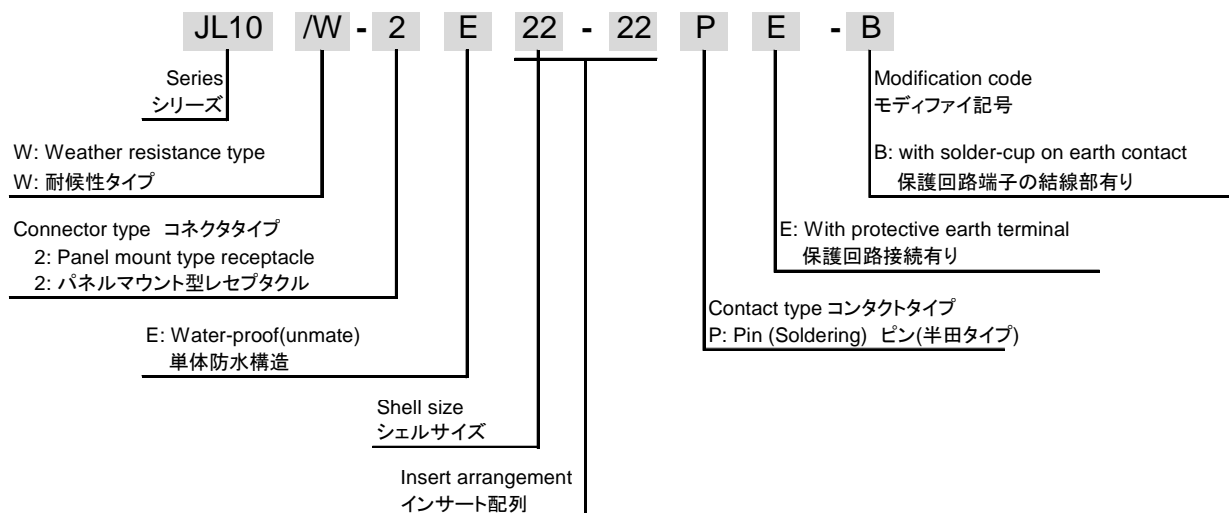 JL10 /W - 2 E 22 - 22 P E - B
Series
シリーズ
W: Weather resistance type
W: 耐候性タイプ
Connector type コネクタタイプ
2: Panel mount type receptacle
2: パネルマウント型レセプタクル
E: Water-proof(unmate)
単体防水構造
Shell size
シェルサイズ
Insert arrangement
インサート配列
Modification code
モディファイ記号
B: with solder-cup on earth contact
保護回路端子の結線部有り
E: With protective earth terminal
保護回路接続有り
Contact type コンタクトタイプ
P: Pin (Soldering) ピン(半田タイプ)